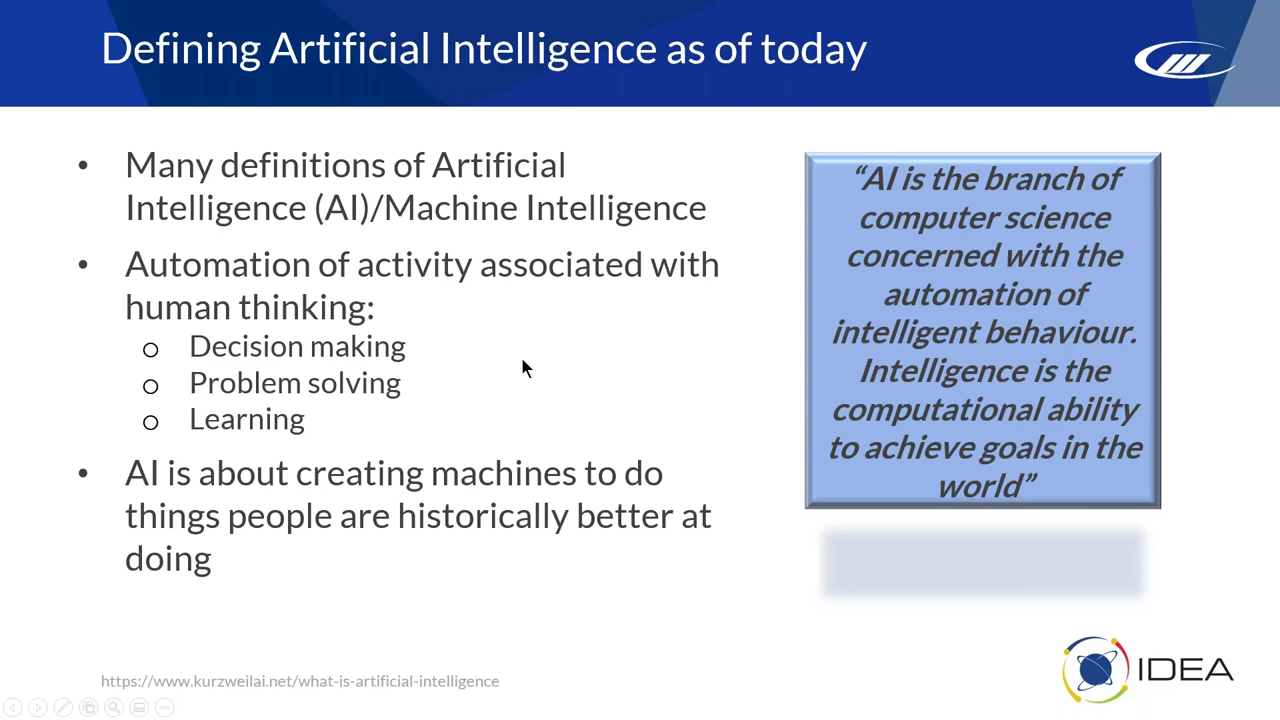 Defining Artificial Intelligence as of today
• Many definitions of Artificial
Intelligence (AI)/Machine Intelligence
• Automation of activity associated with
human thinking:
o Decision making
o Problem solving
o Learning
• AI is about creating machines to do
things people are historically better at
doing
“AI is the branch of
computer science
concerned with the
automation of
intelligent behaviour.
Intelligence is the
computational ability
to achieve goals in the
world”
https://www.kurzweilai.net/what-is-artificial-intelligence
IDEA